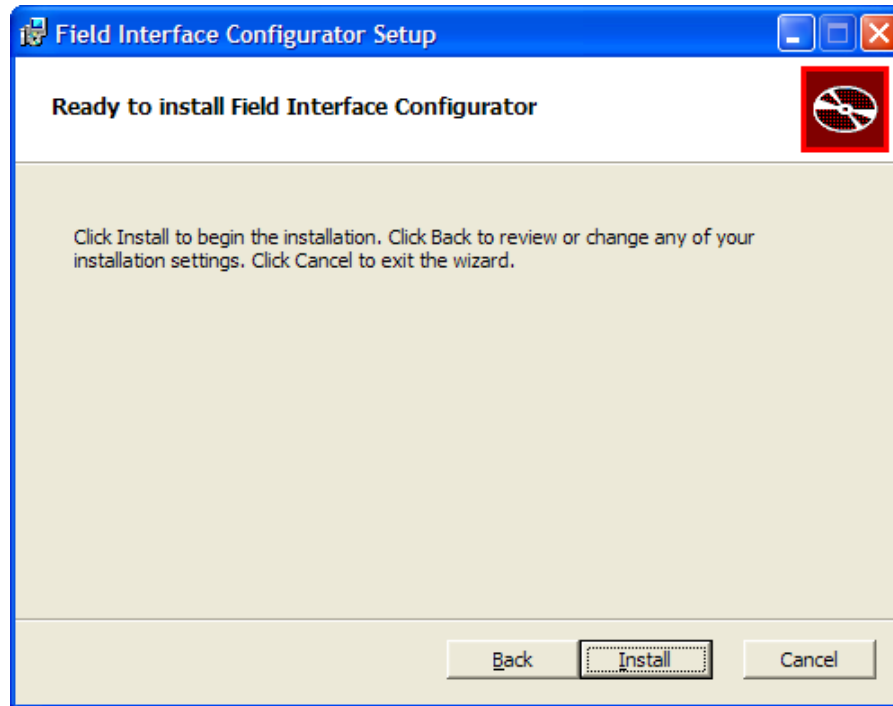 Field Interface Configurator Setup
Ready to install Field Interface Configurator
Click Install to begin the installation. Click Back to review or change any of your
installation settings. Click Cancel to exit the wizard.
Back Install Cancel